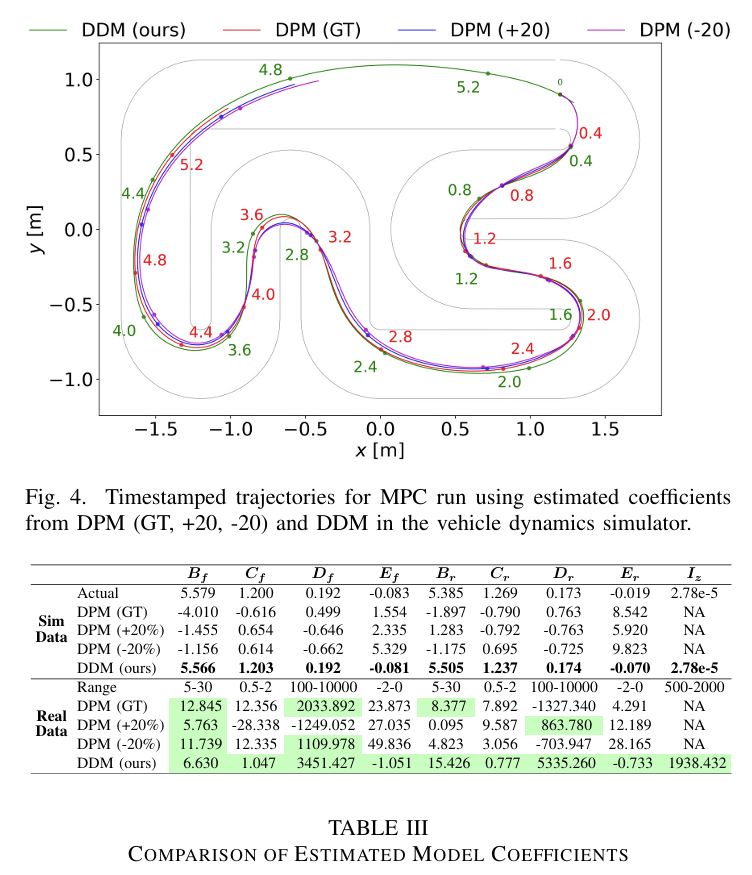 DDM (ours) DPM (GT) DPM (+20) DPM (-20)
1.0
0.5
0.0
−0.5
−1.0
y [m]
4.8
5.2
0
0.4
0.4
5.2
4.4
0.8
0.8
3.6
3.2
3.2
2.8
1.2
1.2
4.8
1.6
4.0
1.6
2.0
4.0
4.4
3.6
2.8
2.4
2.4
2.0
−1.5 −1.0 −0.5 0.0 0.5 1.0 1.5
x [m]
Fig. 4. Timestamped trajectories for MPC run using estimated coefficients
from DPM (GT, +20, -20) and DDM in the vehicle dynamics simulator.
B_f C_f D_f E_f B_r C_r D_r E_r I_z
Sim Data
Actual 5.579 1.200 0.192 -0.083 5.385 1.269 0.173 -0.019 2.78e-5
DPM (GT) -4.010 -0.616 0.499 1.554 -1.897 -0.790 0.763 8.542 NA
DPM (+20%) -1.455 0.654 -0.646 2.335 1.283 -0.792 -0.763 5.920 NA
DPM (-20%) -1.156 0.614 -0.662 5.329 -1.175 0.695 -0.725 9.823 NA
DDM (ours) 5.566 1.203 0.192 -0.081 5.505 1.237 0.174 -0.070 2.78e-5
Real Data
Range 5-30 0.5-2 100-10000 -2-0 5-30 0.5-2 100-10000 -2-0 500-2000
DPM (GT) 12.845 12.356 2033.892 23.873 8.377 7.892 -1327.340 4.291 NA
DPM (+20%) 5.763 -28.338 -1249.052 27.035 0.095 9.587 863.780 12.189 NA
DPM (-20%) 11.739 12.335 1109.978 49.836 4.823 3.056 -703.947 28.165 NA
DDM (ours) 6.630 1.047 3451.427 -1.051 15.426 0.777 5335.260 -0.733 1938.432
TABLE III
COMPARISON OF ESTIMATED MODEL COEFFICIENTS